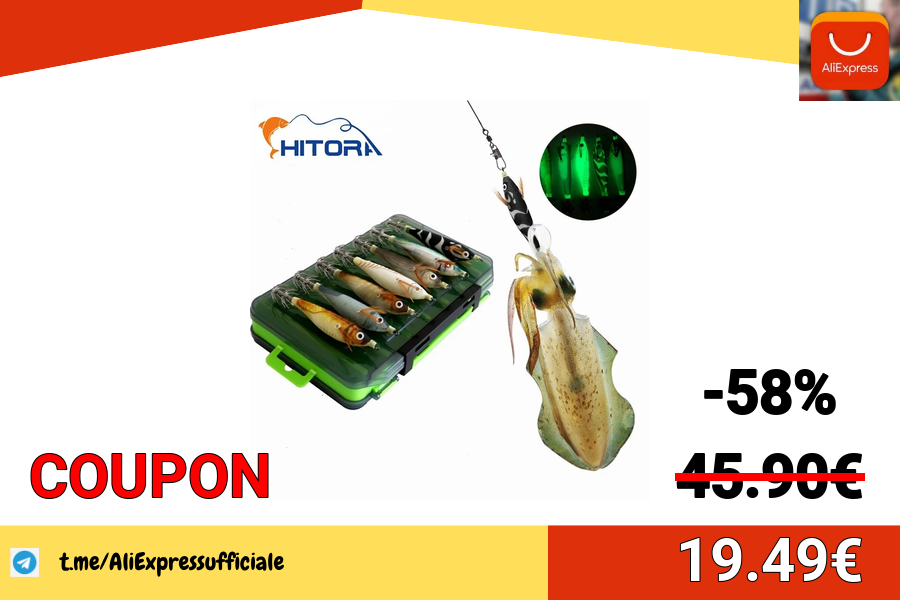 AliExpress
HITORA
-58%
COUPON
45.90€
t.me/AliExpressufficiale
19.49€